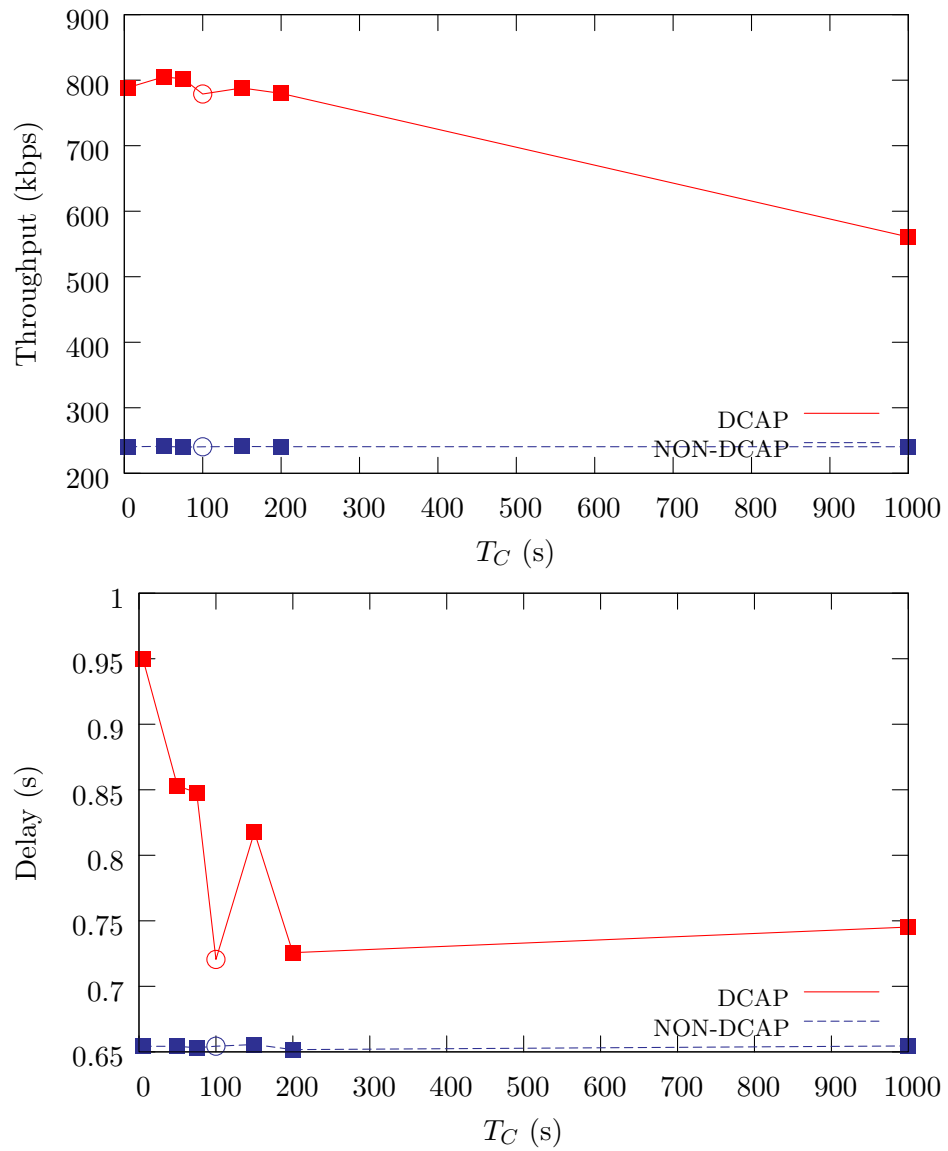 900
800
700
600
500
400
300
200
Throughput (kbps)
DCAP
NON-DCAP
0 100 200 300 400 500 600 700 800 900 1000
T_C (s)
1
0.95
0.9
0.85
0.8
0.75
0.7
0.65
Delay (s)
DCAP
NON-DCAP
0 100 200 300 400 500 600 700 800 900 1000
T_C (s)